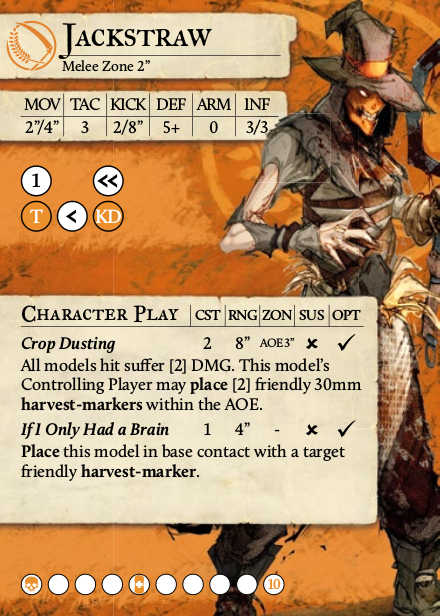 Jackstraw
Melee Zone 2”
MOV TAC KICK DEF ARM INF
2”/4” 3 2/8” 5+ 0 3/3
1 <<
T < KD
Character Play CST RNG ZON SUS OPT
Crop Dusting 2 8” AOE 3” ✘ ✓
All models hit suffer [2] DMG. This model’s
Controlling Player may place [2] friendly 30mm
harvest-markers within the AOE.
If I Only Had a Brain 1 4” - ✘ ✓
Place this model in base contact with a target
friendly harvest-marker.
10